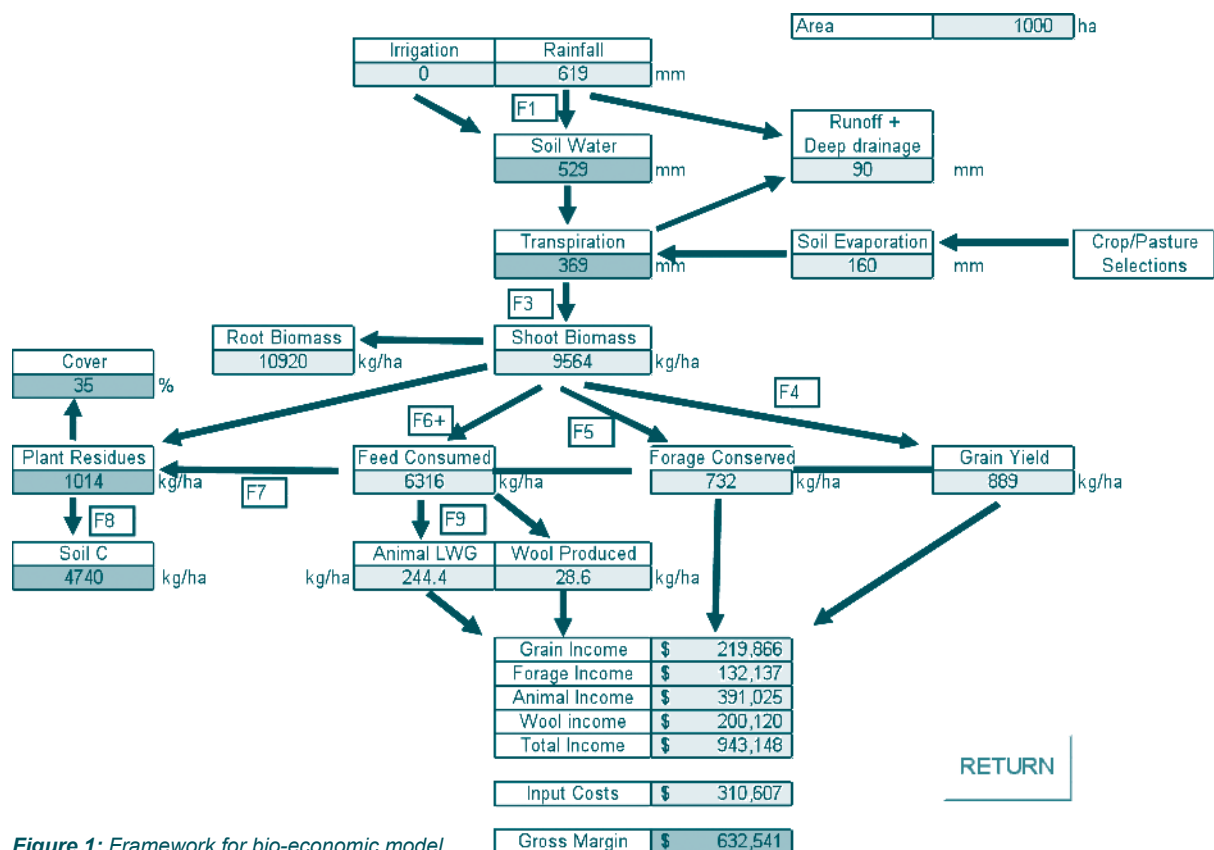 Area 1000 ha
Irrigation Rainfall
0 619 mm
F1
Runoff +
Deep drainage
90 mm
Soil Water
529 mm
Transpiration
369 mm
Soil Evaporation
160 mm
Crop/Pasture
Selections
F3
Root Biomass
10920 kg/ha
Shoot Biomass
9564 kg/ha
Cover
35 %
F4
F6+
F5
Plant Residues
1014 kg/ha
Feed Consumed
6316 kg/ha
Forage Conserved
732 kg/ha
Grain Yield
889 kg/ha
F7
F8
F9
Soil C
4740 kg/ha
Animal LWG Wool Produced
kg/ha 244.4 28.6 kg/ha
Grain Income $ 219,866
Forage Income $ 132,137
Animal Income $ 391,025
Wool income $ 200,120
Total Income $ 943,148
RETURN
Input Costs $ 310,607
Gross Margin $ 632,541
Figure 1: Framework for bio-economic model